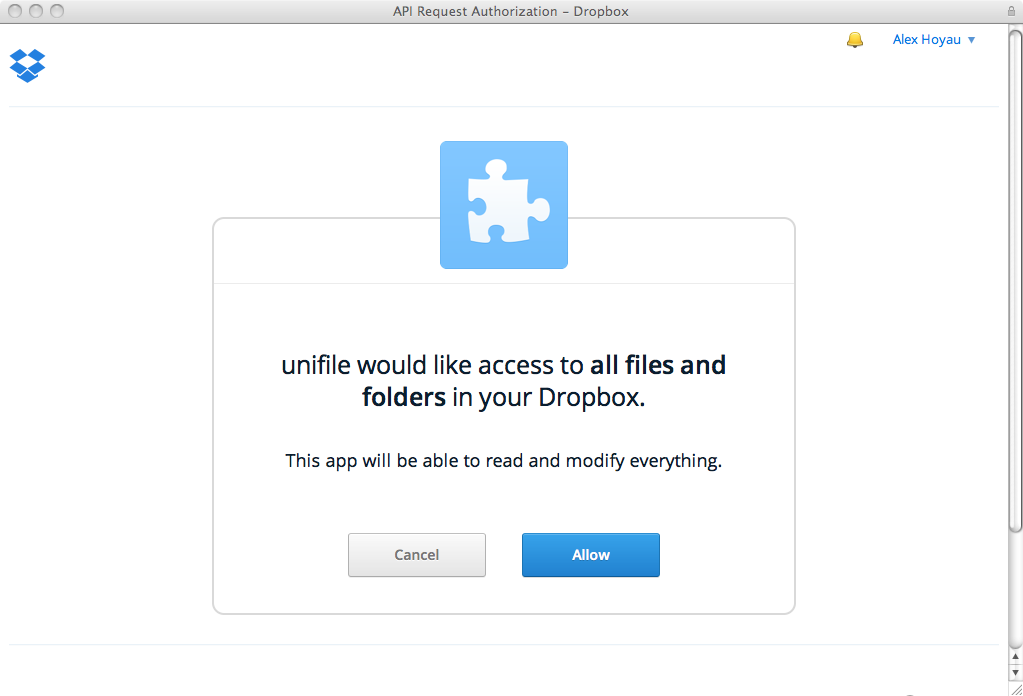 API Request Authorization – Dropbox
Alex Hoyau
unifile would like access to all files and
folders in your Dropbox.
This app will be able to read and modify everything.
Cancel
Allow